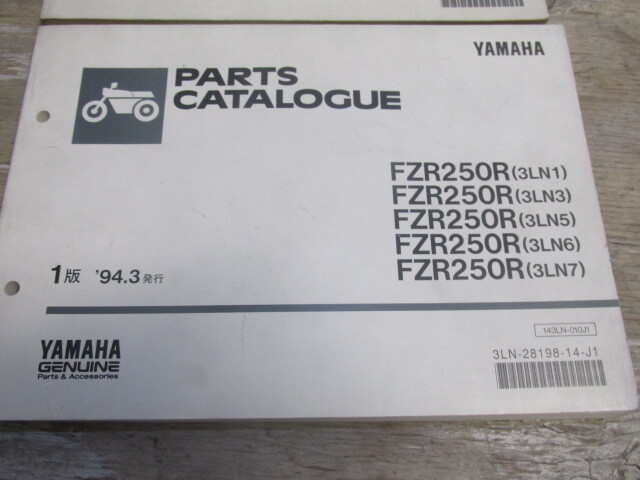 YAMAHA
PARTS
CATALOGUE
FZR250R(3LN1)
FZR250R(3LN3)
FZR250R(3LN5)
FZR250R(3LN6)
FZR250R(3LN7)
1版 '94.3発行
143LN-010J1
3LN-28198-14-J1
YAMAHA
GENUINE
Parts & Accessories